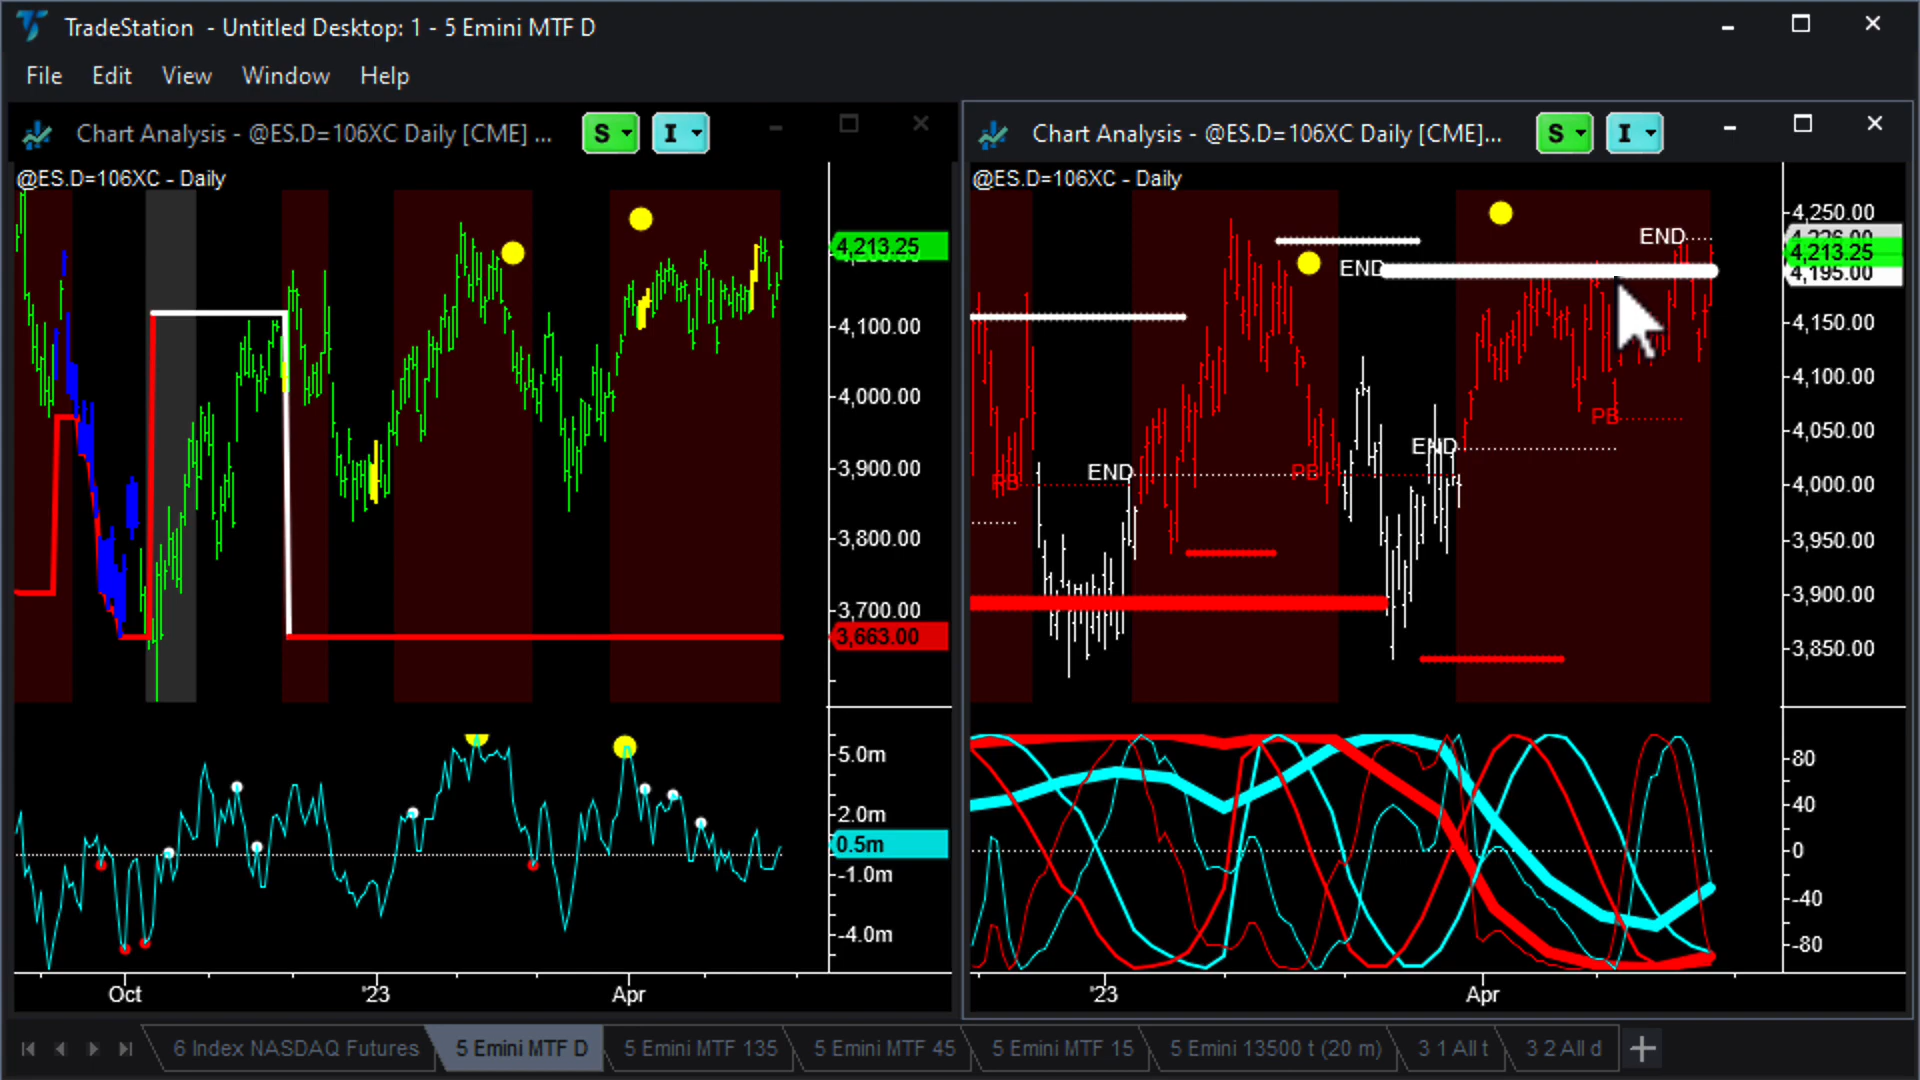 TradeStation - Untitled Desktop: 1 - 5 Emini MTF D
File Edit View Window Help
Chart Analysis - @ES.D=106XC Daily [CME] ... S I
@ES.D=106XC - Daily
4,213.25
4,100.00
4,000.00
3,900.00
3,800.00
3,700.00
3,663.00
5.0m
2.0m
0.5m
-1.0m
-4.0m
Oct '23 Apr
Chart Analysis - @ES.D=106XC Daily [CME]... S I
@ES.D=106XC - Daily
END
END
END
END
PB
PB
PB
4,250.00
4,226.00
4,213.25
4,195.00
4,150.00
4,100.00
4,050.00
4,000.00
3,950.00
3,900.00
3,850.00
80
40
0
-40
-80
'23 Apr
6 Index NASDAQ Futures 5 Emini MTF D 5 Emini MTF 135 5 Emini MTF 45 5 Emini MTF 15 5 Emini 13500 t (20 m) 3 1 All t 3 2 All d +